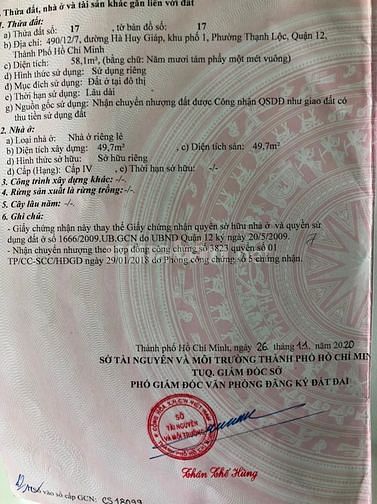 . Thửa đất, nhà ở và tài sản khác gắn liền với đất
1. Thửa đất:
a) Thửa đất số: 17 , tờ bản đồ số: 17
b) Địa chỉ: 490/12/7, đường Hà Huy Giáp, khu phố 1, Phường Thạnh Lộc, Quận 12,
Thành Phố Hồ Chí Minh
c) Diện tích: 58,1m², (bằng chữ: Năm mươi tám phẩy một mét vuông)
d) Hình thức sử dụng: Sử dụng riêng
đ) Mục đích sử dụng: Đất ở tại đô thị
e) Thời hạn sử dụng: Lâu dài
g) Nguồn gốc sử dụng: Nhận chuyển nhượng đất được Công nhận QSDĐ như giao đất có
thu tiền sử dụng đất
2. Nhà ở:
a) Loại nhà ở: Nhà ở riêng lẻ
b) Diện tích xây dựng: 49,7m² , c) Diện tích sàn: 49,7m²
d) Hình thức sở hữu: Sở hữu riêng
đ) Cấp (Hạng): Cấp IV , e) Thời hạn sở hữu: -/-
3. Công trình xây dựng khác: -/-
4. Rừng sản xuất là rừng trồng: -/-
5. Cây lâu năm: -/-
6. Ghi chú:
- Giấy chứng nhận này thay thế Giấy chứng nhận quyền sở hữu nhà ở và quyền sử
dụng đất ở số 1666/2009.UB.GCN do UBND Quận 12 ký ngày 20/5/2009.
- Nhận chuyển nhượng theo hợp đồng công chứng số 3823 quyển số 01
TP/CC-SCC/HĐGD ngày 29/01/2018 do Phòng công chứng số 5 chứng nhận.
Thành phố Hồ Chí Minh, ngày 26 tháng 11 năm 2020
SỞ TÀI NGUYÊN VÀ MÔI TRƯỜNG THÀNH PHỐ HỒ CHÍ MINH
TUQ. GIÁM ĐỐC SỞ
PHÓ GIÁM ĐỐC VĂN PHÒNG ĐĂNG KÝ ĐẤT ĐAI
SỞ
TÀI NGUYÊN
VÀ MÔI TRƯỜNG
Trần Thế Hùng
vào sổ cấp GCN: CS18099